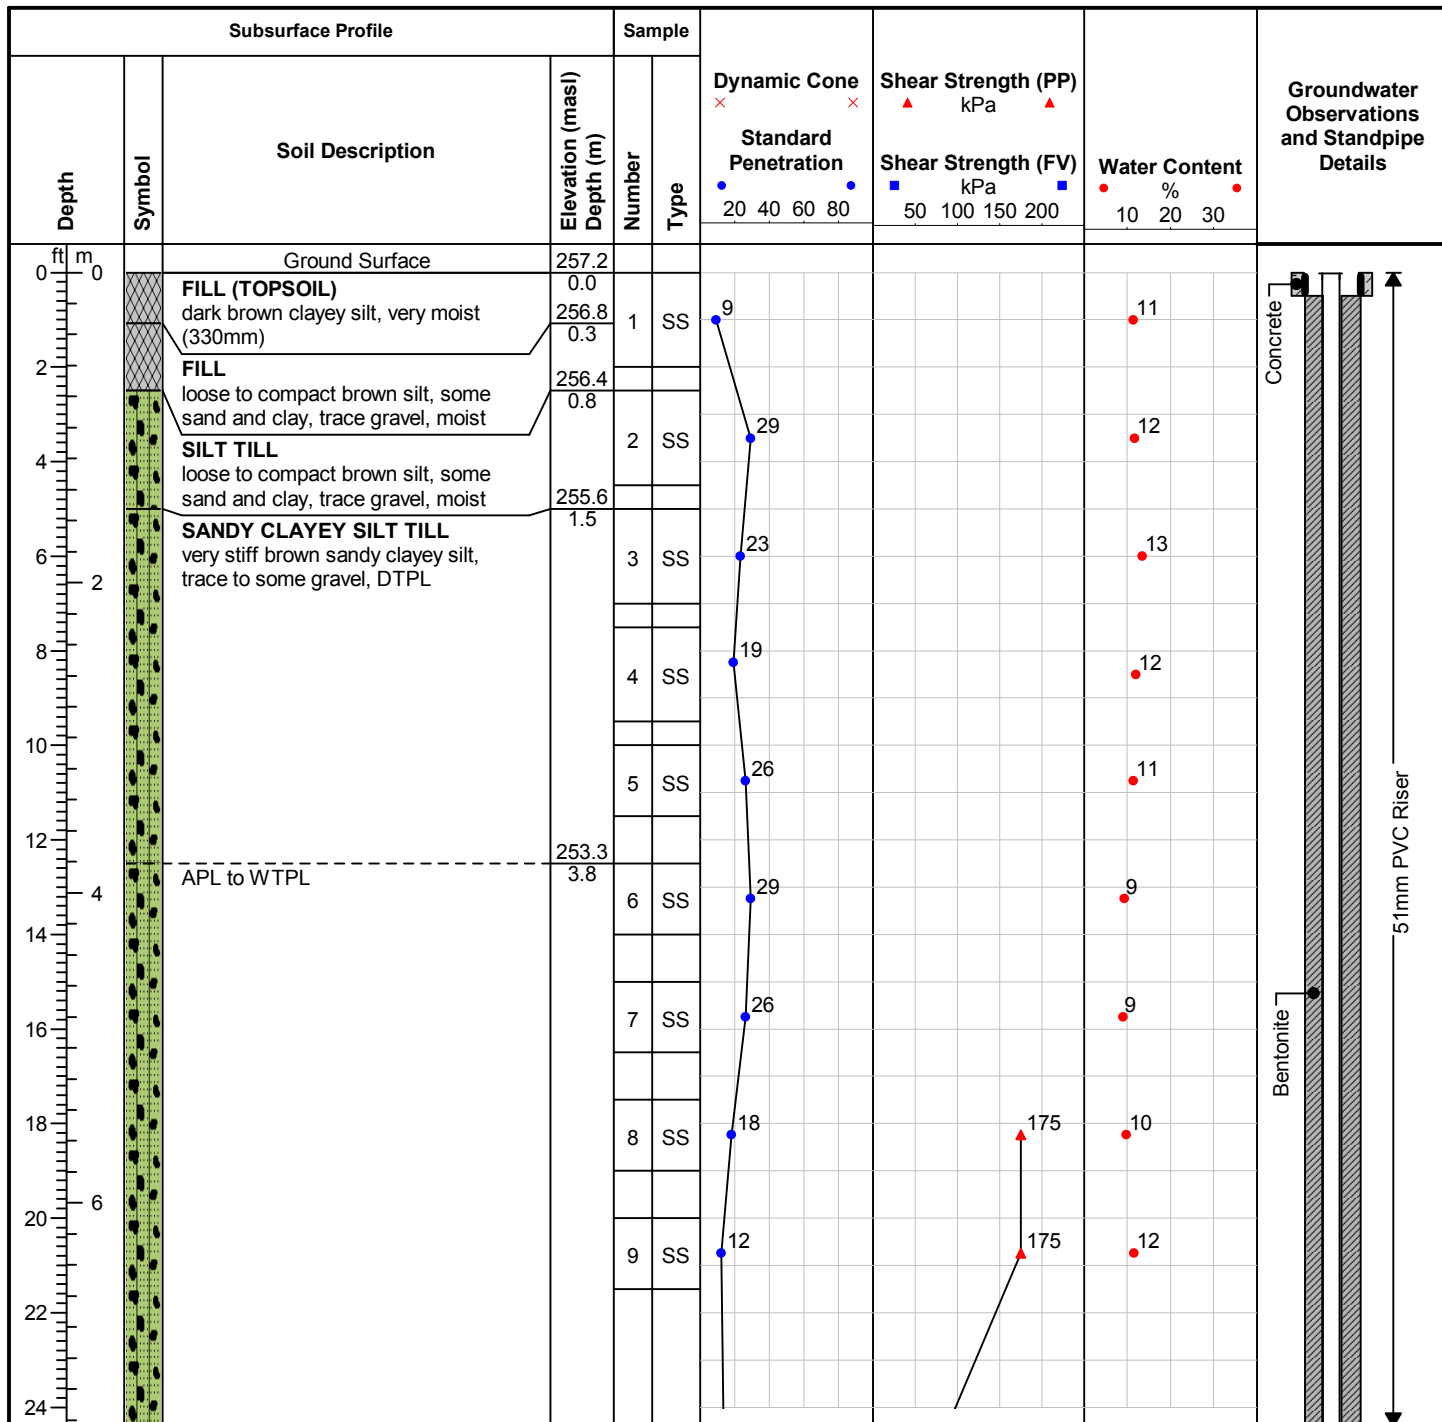 Subsurface Profile
Sample
Depth
Symbol
Soil Description
Elevation (masl)
Depth (m)
Number
Type
Dynamic Cone
Standard
Penetration
20 40 60 80
Shear Strength (PP)
kPa
Shear Strength (FV)
kPa
50 100 150 200
Water Content
%
10 20 30
Groundwater
Observations
and Standpipe
Details
ft m
0 0
Ground Surface
257.2
0.0
FILL (TOPSOIL)
dark brown clayey silt, very moist
(330mm)
256.8
0.3
1 SS
9
11
Concrete
2
FILL
loose to compact brown silt, some
sand and clay, trace gravel, moist
256.4
0.8
2 SS
29
12
4
SILT TILL
loose to compact brown silt, some
sand and clay, trace gravel, moist
255.6
1.5
SANDY CLAYEY SILT TILL
very stiff brown sandy clayey silt,
trace to some gravel, DTPL
6
2
3 SS
23
13
8
4 SS
19
12
10
5 SS
26
11
51mm PVC Riser
12
253.3
3.8
APL to WTPL
4
6 SS
29
9
14
Bentonite
7 SS
26
9
16
18
8 SS
18
175
10
6
20
9 SS
12
175
12
22
24